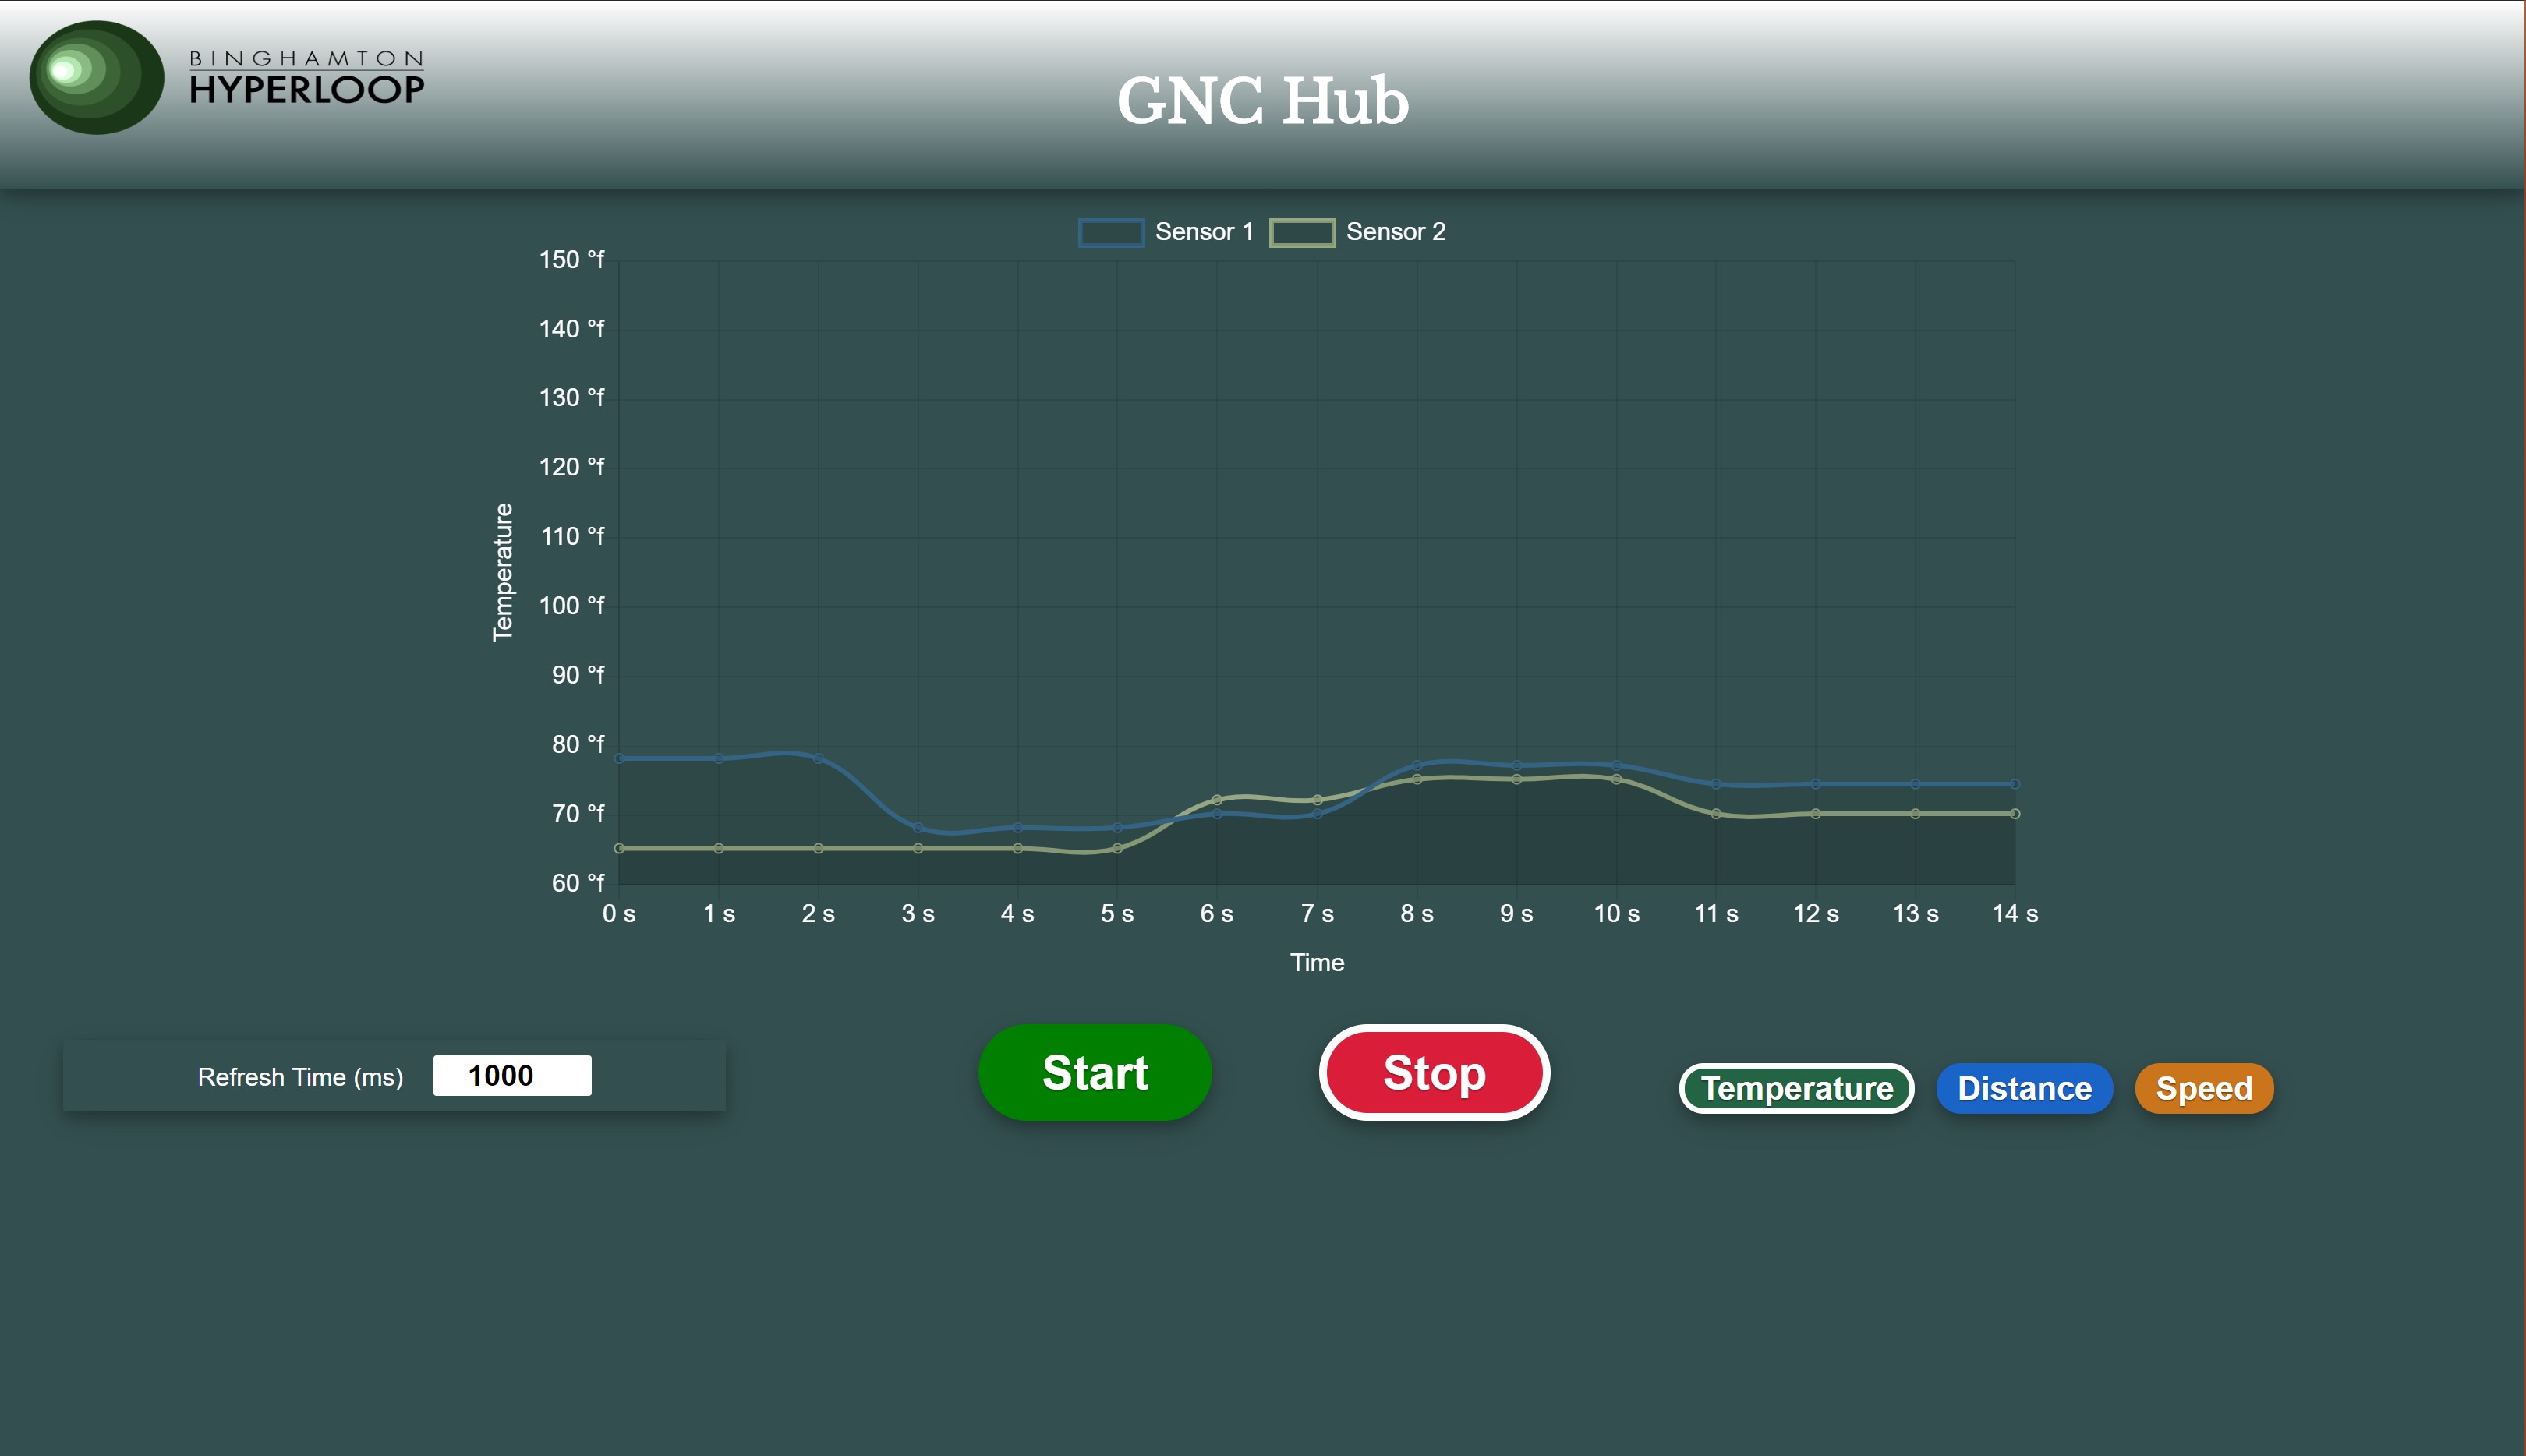 BINGHAMTON
HYPERLOOP
GNC Hub
Sensor 1
Sensor 2
150 °f
140 °f
130 °f
120 °f
110 °f
100 °f
90 °f
80 °f
70 °f
60 °f
Temperature
0 s
1 s
2 s
3 s
4 s
5 s
6 s
7 s
8 s
9 s
10 s
11 s
12 s
13 s
14 s
Time
Refresh Time (ms)
1000
Start
Stop
Temperature
Distance
Speed